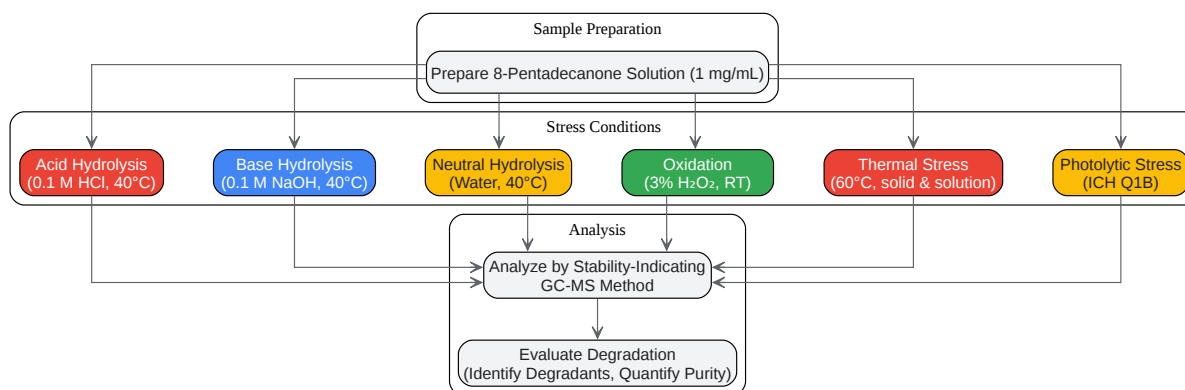 Sample Preparation
Prepare 8-Pentadecanone Solution (1 mg/mL)
Stress Conditions
Acid Hydrolysis
(0.1 M HCl, 40°C)
Base Hydrolysis
(0.1 M NaOH, 40°C)
Neutral Hydrolysis
(Water, 40°C)
Oxidation
(3% H₂O₂, RT)
Thermal Stress
(60°C, solid & solution)
Photolytic Stress
(ICH Q1B)
Analysis
Analyze by Stability-Indicating
GC-MS Method
Evaluate Degradation
(Identify Degradants, Quantify Purity)